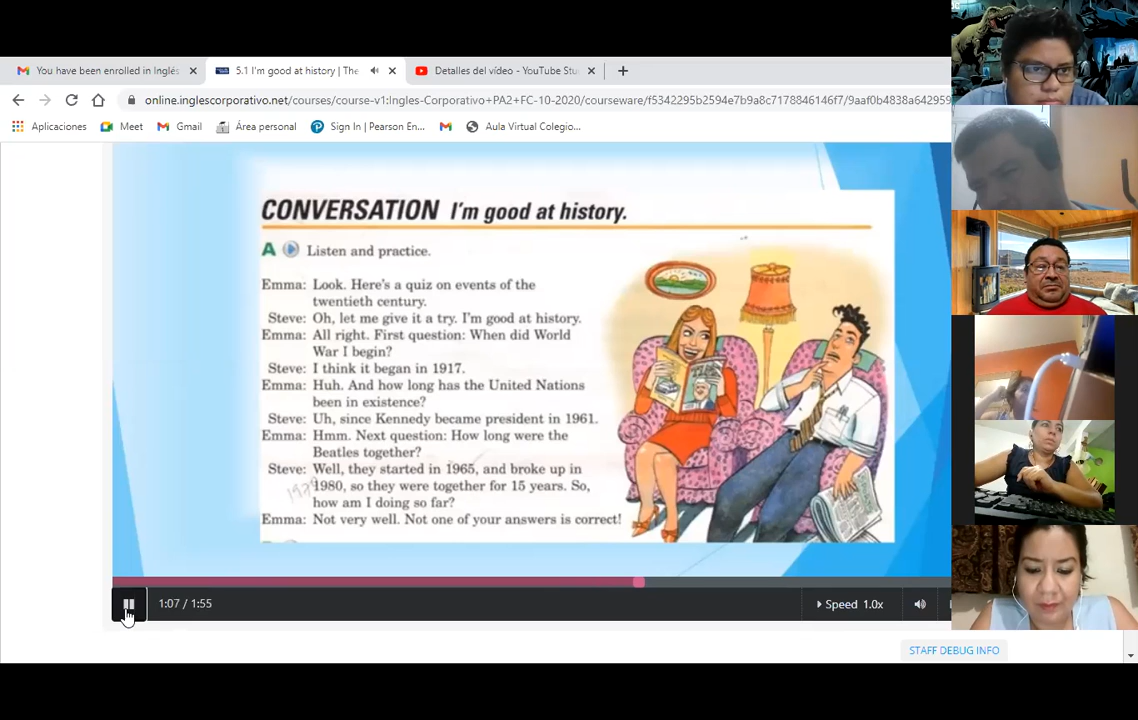 You have been enrolled in Inglés
5.1 I'm good at history | The
Detalles del vídeo - YouTube Stu
online.inglescorporativo.net/courses/course-v1:Ingles-Corporativo+PA2+FC-10-2020/courseware/f5342295b2594e7b9a8c7178846146f7/9aaf0b4838a642959
Aplicaciones
Meet
Gmail
Área personal
Sign In | Pearson En...
Aula Virtual Colegio...
CONVERSATION I'm good at history.
A Listen and practice.
Emma: Look. Here's a quiz on events of the
twentieth century.
Steve: Oh, let me give it a try. I'm good at history.
Emma: All right. First question: When did World
War I begin?
Steve: I think it began in 1917.
Emma: Huh. And how long has the United Nations
been in existence?
Steve: Uh, since Kennedy became president in 1961.
Emma: Hmm. Next question: How long were the
Beatles together?
Steve: Well, they started in 1965, and broke up in
1980, so they were together for 15 years. So,
how am I doing so far?
Emma: Not very well. Not one of your answers is correct!
1:07 / 1:55
Speed 1.0x
STAFF DEBUG INFO